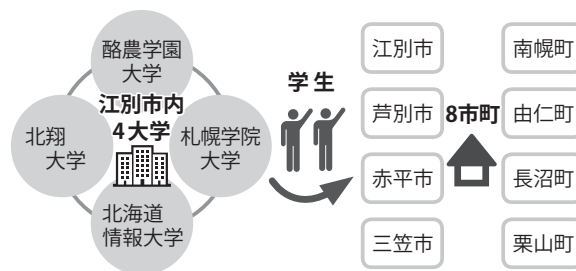 酪農学園
大学
江別市内
4大学
北翔
大学
札幌学院
大学
北海道
情報大学
学生
江別市
芦別市
赤平市
三笠市
8市町
南幌町
由仁町
長沼町
栗山町